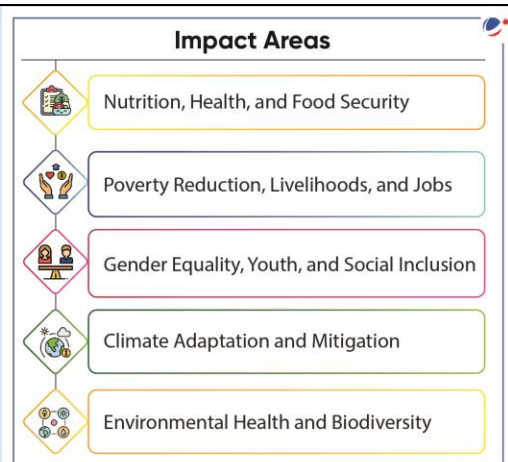 Impact Areas
Nutrition, Health, and Food Security
Poverty Reduction, Livelihoods, and Jobs
Gender Equality, Youth, and Social Inclusion
Climate Adaptation and Mitigation
Environmental Health and Biodiversity